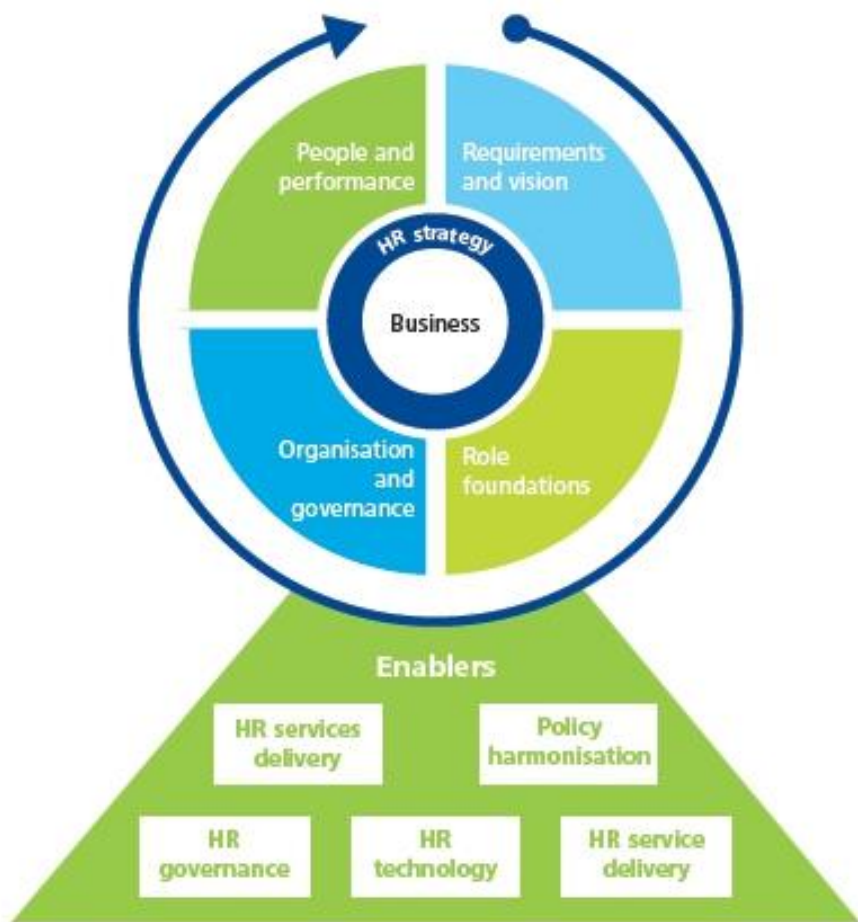 People and
performance
Requirements
and vision
HR strategy
Business
Organisation
and
governance
Role
foundations
Enablers
HR services
delivery
Policy
harmonisation
HR
governance
HR
technology
HR service
delivery